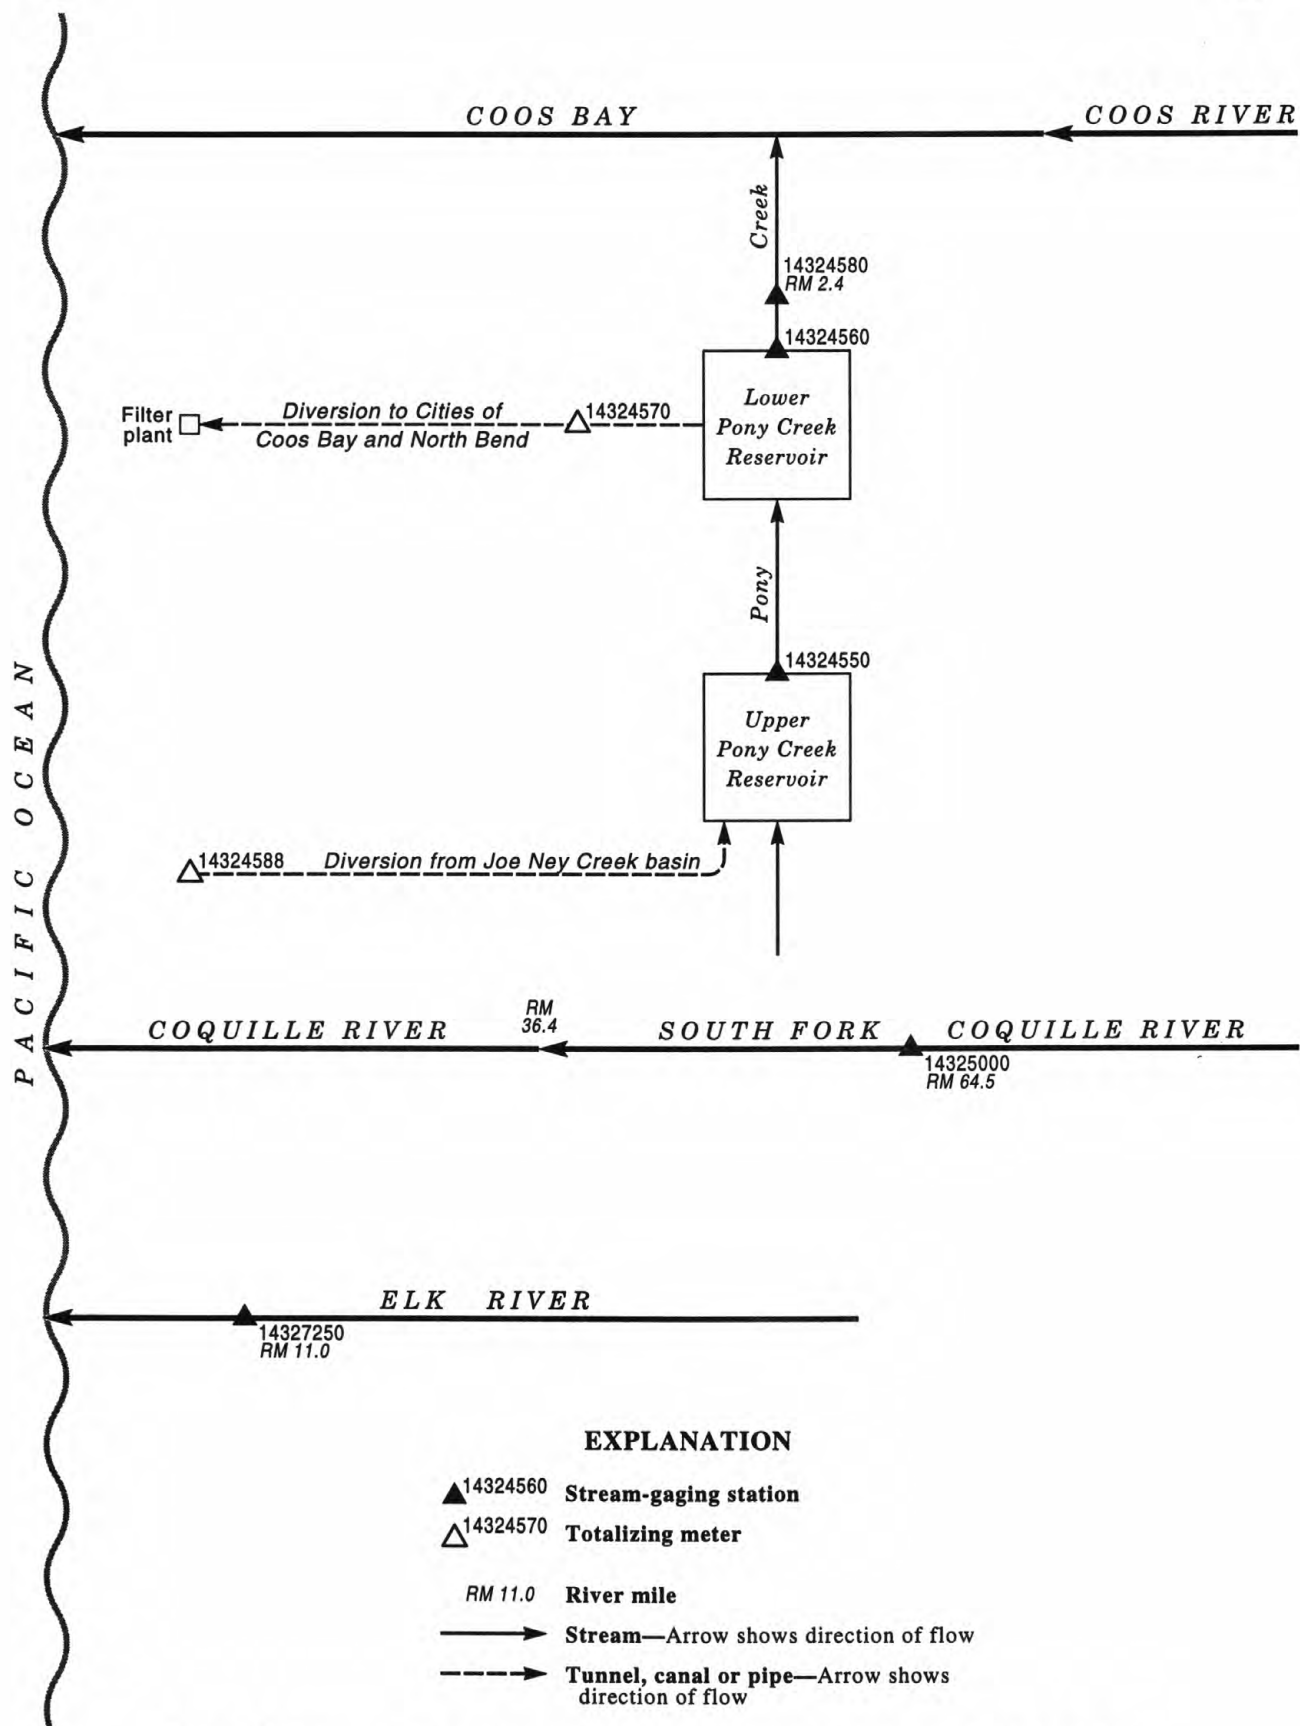 COOS BAY
COOS RIVER
Creek
14324580
RM 2.4
14324560
Lower
Pony Creek
Reservoir
14324570
Diversion to Cities of
Coos Bay and North Bend
Filter
plant
Pony
14324550
Upper
Pony Creek
Reservoir
14324588
Diversion from Joe Ney Creek basin
PACIFIC OCEAN
COQUILLE RIVER
RM
36.4
SOUTH FORK
COQUILLE RIVER
14325000
RM 64.5
ELK RIVER
14327250
RM 11.0
EXPLANATION
14324560 Stream-gaging station
14324570 Totalizing meter
RM 11.0 River mile
Stream—Arrow shows direction of flow
Tunnel, canal or pipe—Arrow shows
direction of flow